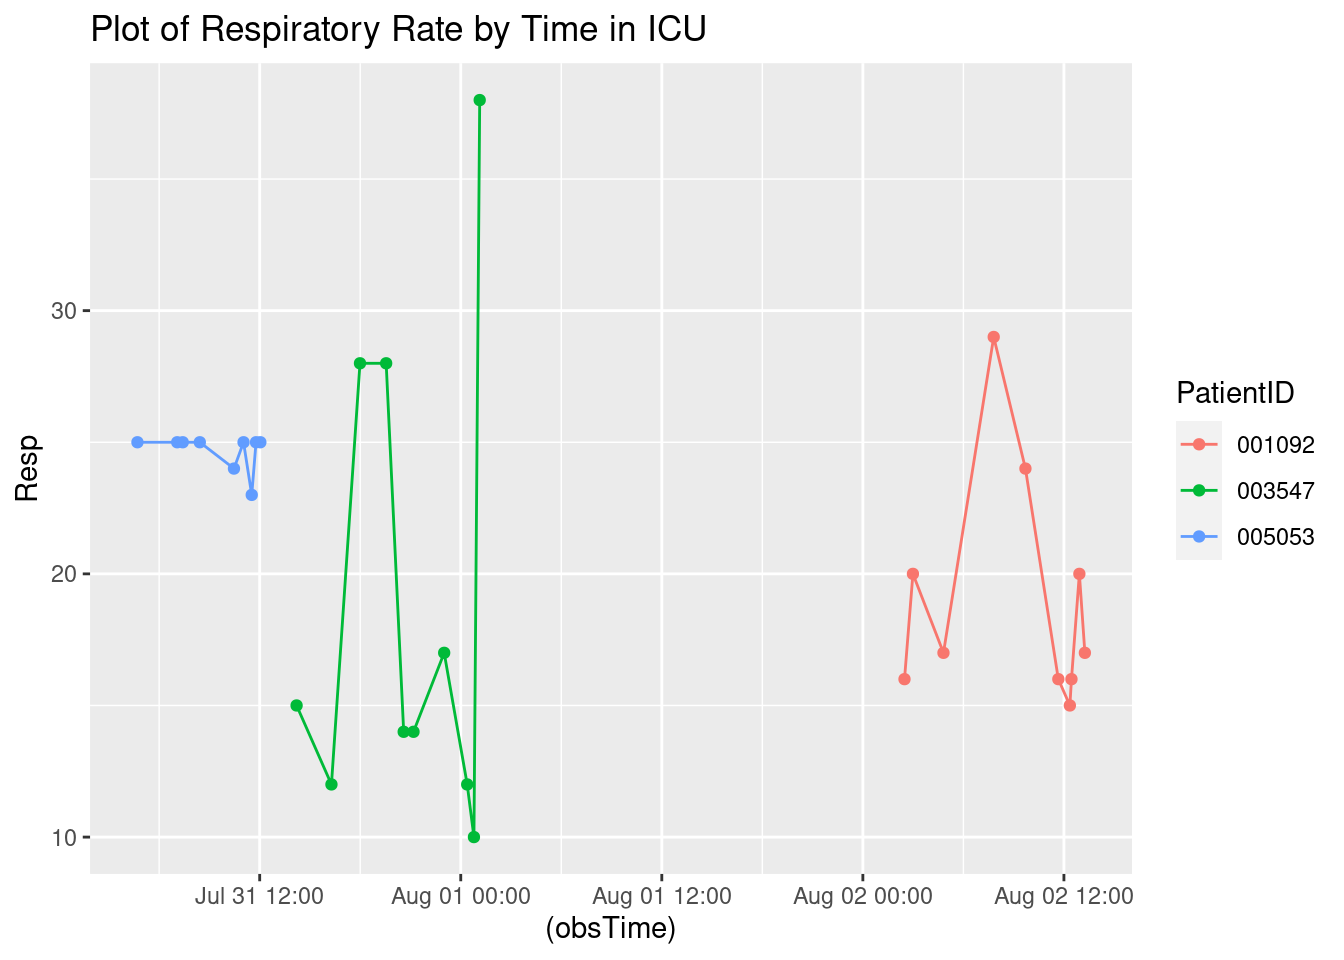 Plot of Respiratory Rate by Time in ICU
Resp
30
20
10
Jul 31 12:00
Aug 01 00:00
Aug 01 12:00
Aug 02 00:00
Aug 02 12:00
(obsTime)
PatientID
001092
003547
005053